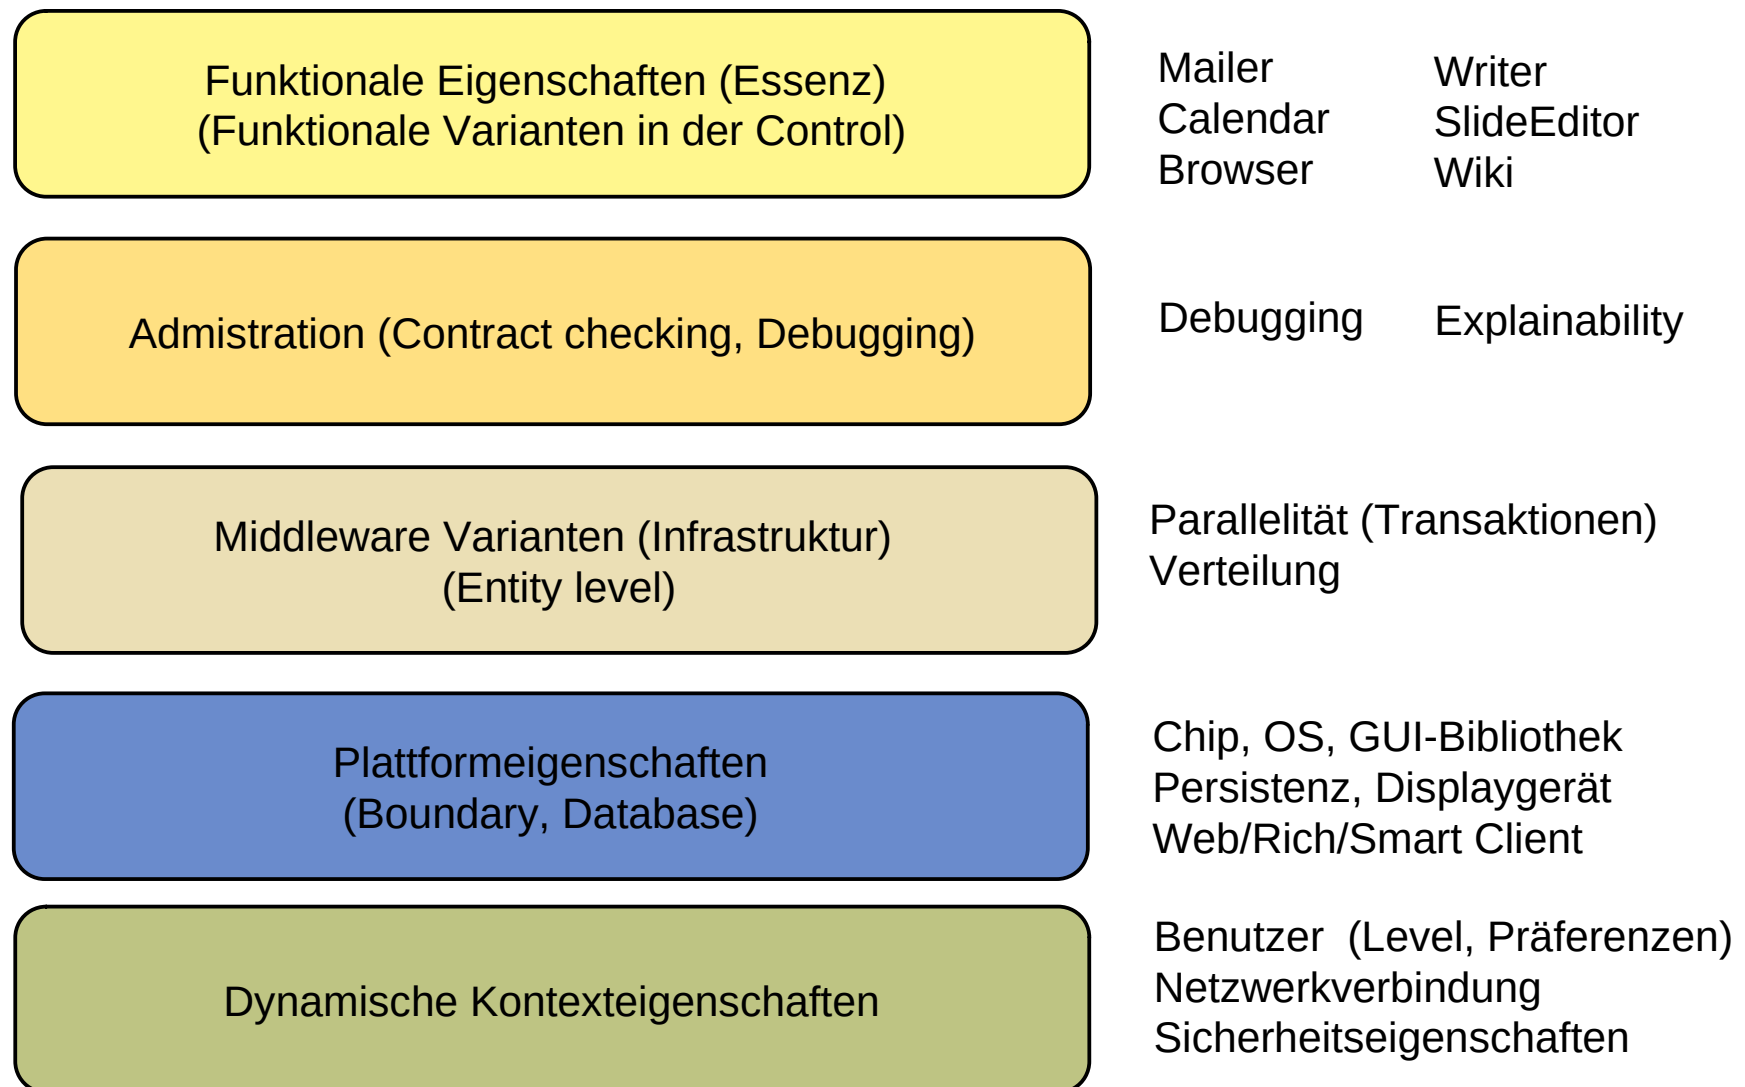 Funktionale Eigenschaften (Essenz)
(Funktionale Varianten in der Control)
Mailer
Calendar
Browser
Writer
SlideEditor
Wiki
Admistration (Contract checking, Debugging)
Debugging
Explainability
Middleware Varianten (Infrastruktur)
(Entity level)
Parallelität (Transaktionen)
Verteilung
Plattformeigenschaften
(Boundary, Database)
Chip, OS, GUI-Bibliothek
Persistenz, Displaygerät
Web/Rich/Smart Client
Dynamische Kontexteigenschaften
Benutzer (Level, Präferenzen)
Netzwerkverbindung
Sicherheitseigenschaften